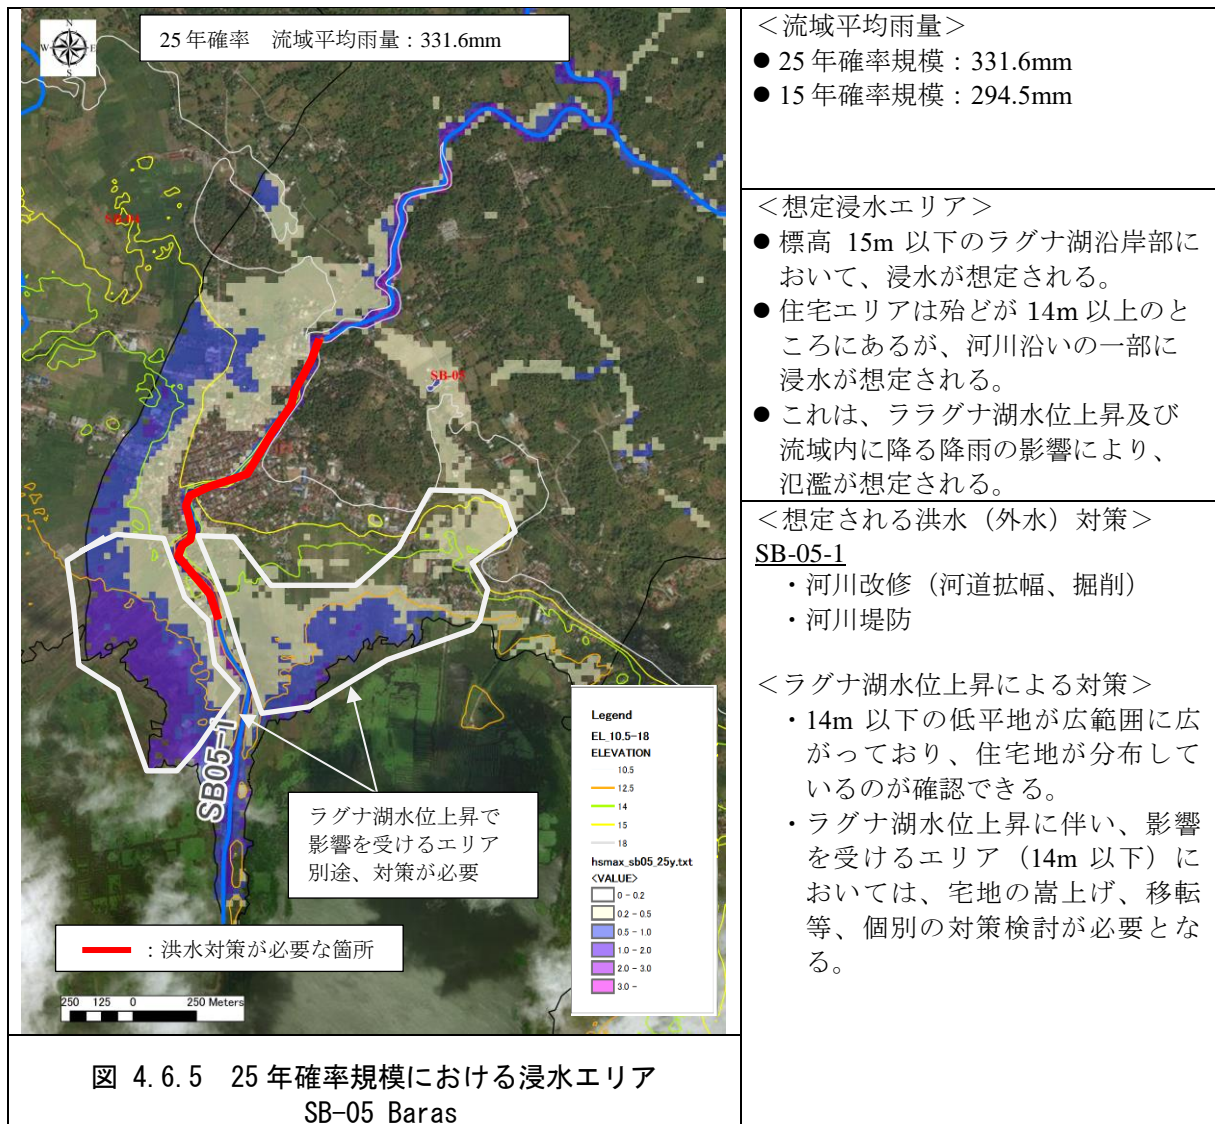 25年確率　流域平均雨量：331.6mm
N
W
E
S
SB-05
SB05-1
ラグナ湖水位上昇で
影響を受けるエリア
別途、対策が必要
：洪水対策が必要な箇所
250 125 0 250 Meters
Legend
EL_10.5-18
ELEVATION
10.5
12.5
14
15
18
hsmax_sb05_25y.txt
<VALUE>
0 - 0.2
0.2 - 0.5
0.5 - 1.0
1.0 - 2.0
2.0 - 3.0
3.0 -
図 4.6.5　25年確率規模における浸水エリア
SB-05 Baras
＜流域平均雨量＞
● 25年確率規模：331.6mm
● 15年確率規模：294.5mm
＜想定浸水エリア＞
● 標高 15m 以下のラグナ湖沿岸部に
おいて、浸水が想定される。
● 住宅エリアは殆どが 14m 以上のと
ころにあるが、河川沿いの一部に
浸水が想定される。
● これは、ララグナ湖水位上昇及び
流域内に降る降雨の影響により、
氾濫が想定される。
＜想定される洪水（外水）対策＞
SB-05-1
・河川改修（河道拡幅、掘削）
・河川堤防
＜ラグナ湖水位上昇による対策＞
・14m 以下の低平地が広範囲に広
がっており、住宅地が分布して
いるのが確認できる。
・ラグナ湖水位上昇に伴い、影響
を受けるエリア（14m 以下）に
おいては、宅地の嵩上げ、移転
等、個別の対策検討が必要とな
る。